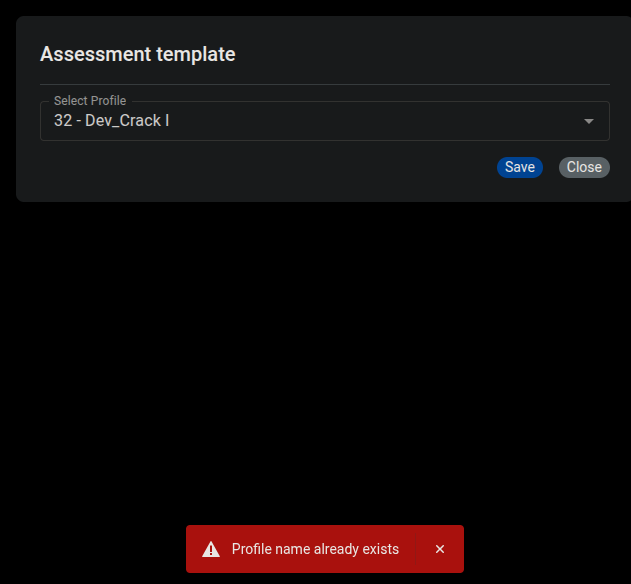 Assessment template
Select Profile
32 - Dev_Crack I
Save Close
Profile name already exists